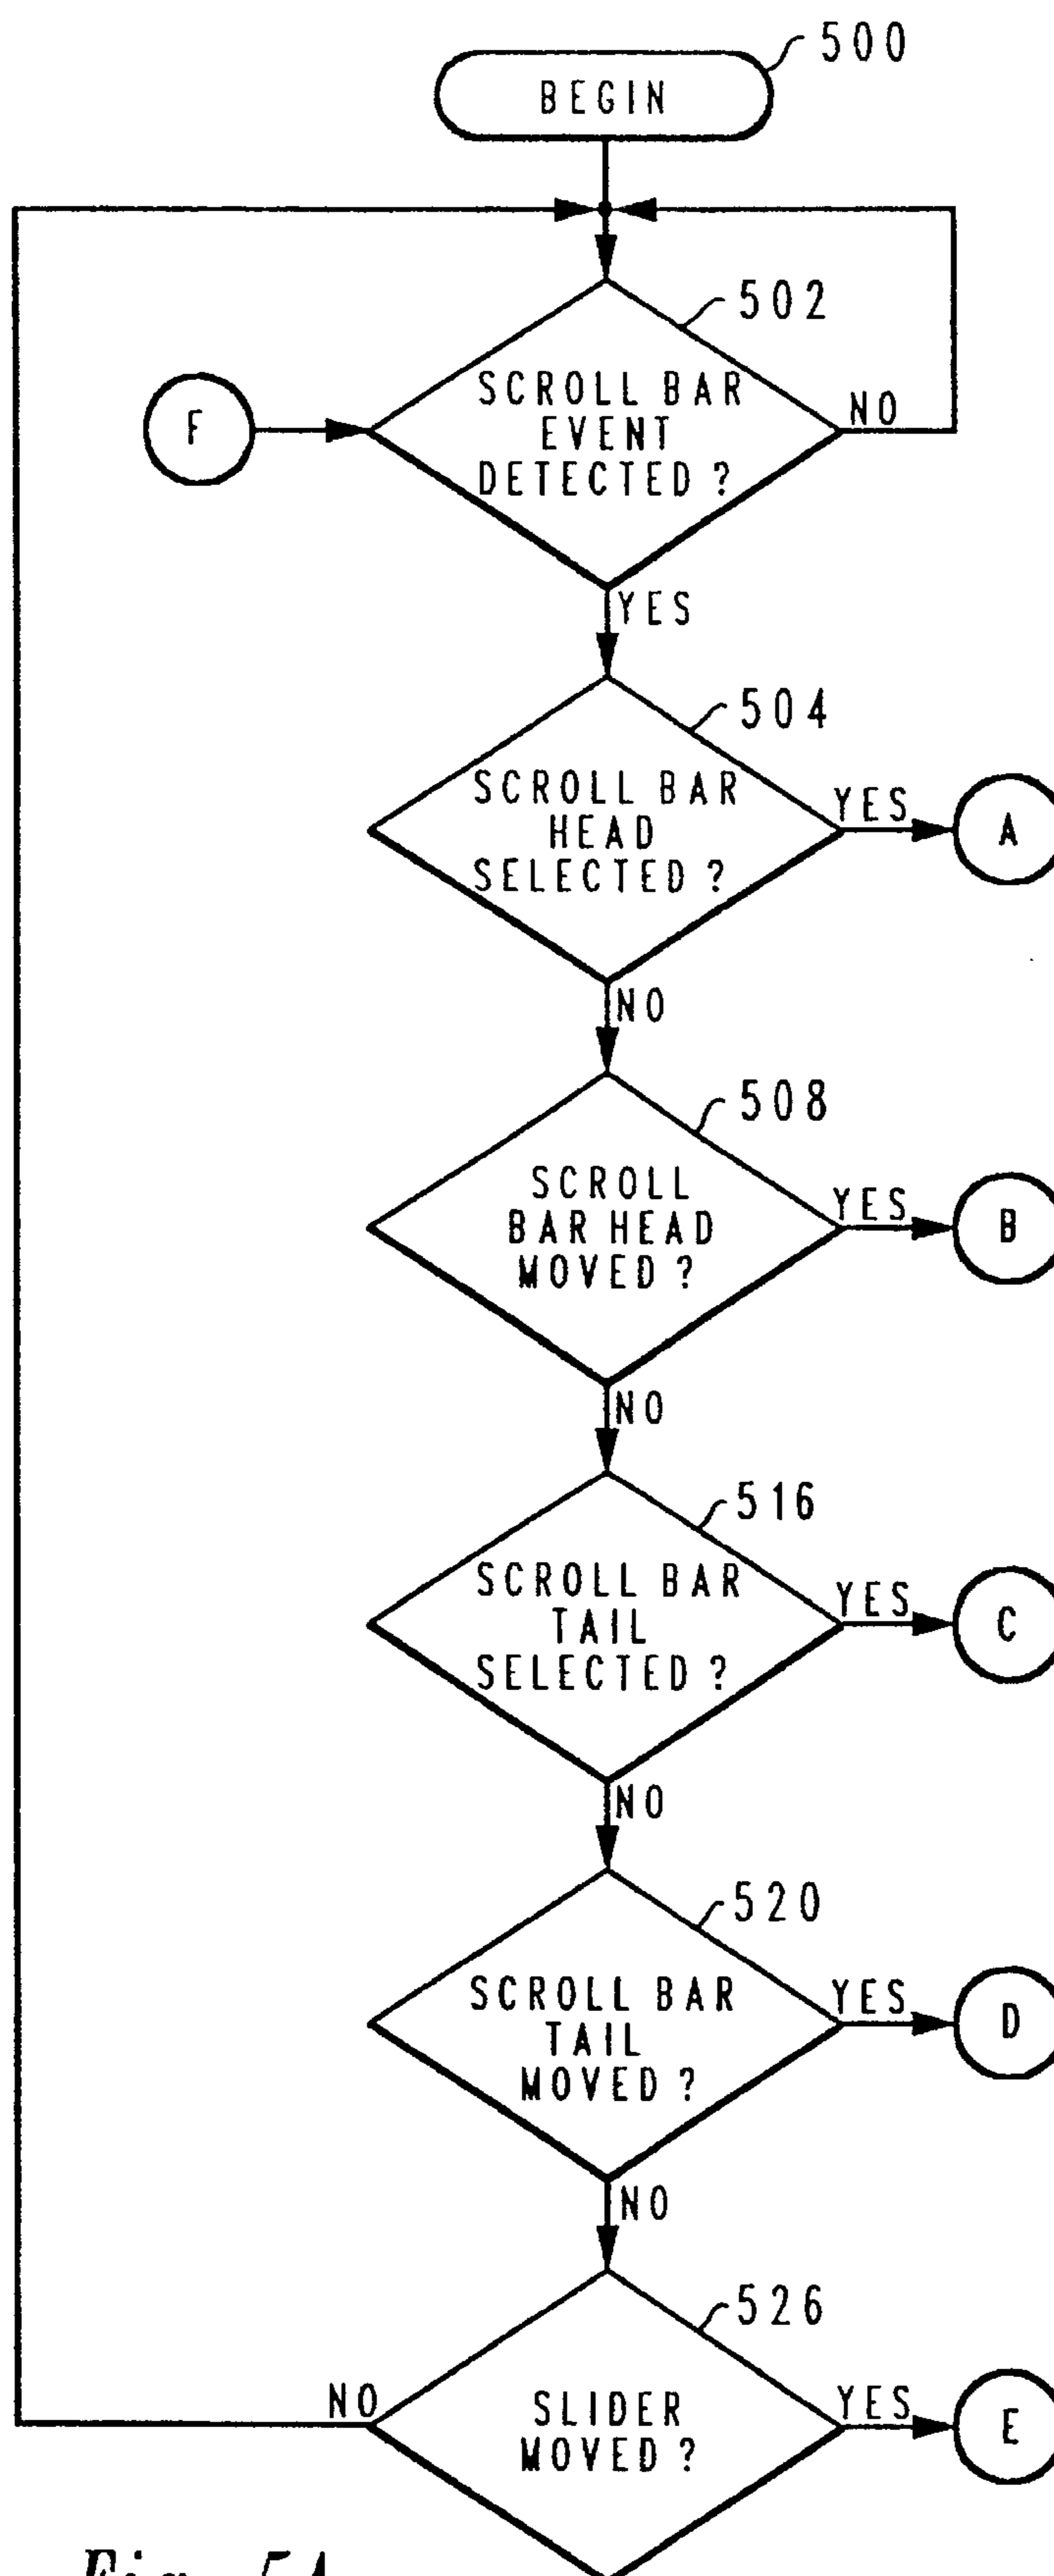 500
BEGIN
502
SCROLL BAR
EVENT
DETECTED ?
NO
F
YES
504
SCROLL BAR
HEAD
SELECTED ?
YES
A
NO
508
SCROLL
BAR HEAD
MOVED ?
YES
B
NO
516
SCROLL BAR
TAIL
SELECTED ?
YES
C
NO
520
SCROLL BAR
TAIL
MOVED ?
YES
D
NO
526
SLIDER
MOVED ?
NO
YES
E
Fig. 5A